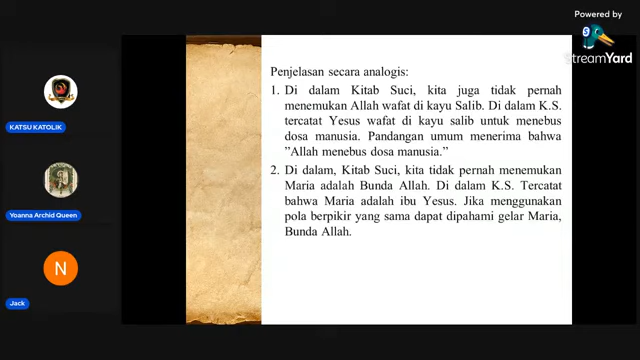 Powered by
StreamYard
Penjelasan secara analogis:
1. Di dalam Kitab Suci, kita juga tidak pernah
menemukan Allah wafat di kayu Salib. Di dalam K.S.
tercatat Yesus wafat di kayu salib untuk menebus
dosa manusia. Pandangan umum menerima bahwa
”Allah menebus dosa manusia.”
2. Di dalam, Kitab Suci, kita tidak pernah menemukan
Maria adalah Bunda Allah. Di dalam K.S. Tercatat
bahwa Maria adalah ibu Yesus. Jika menggunakan
pola berpikir yang sama dapat dipahami gelar Maria,
Bunda Allah.
KATSU KATOLIK
Yoanna Archid Queen
N
Jack